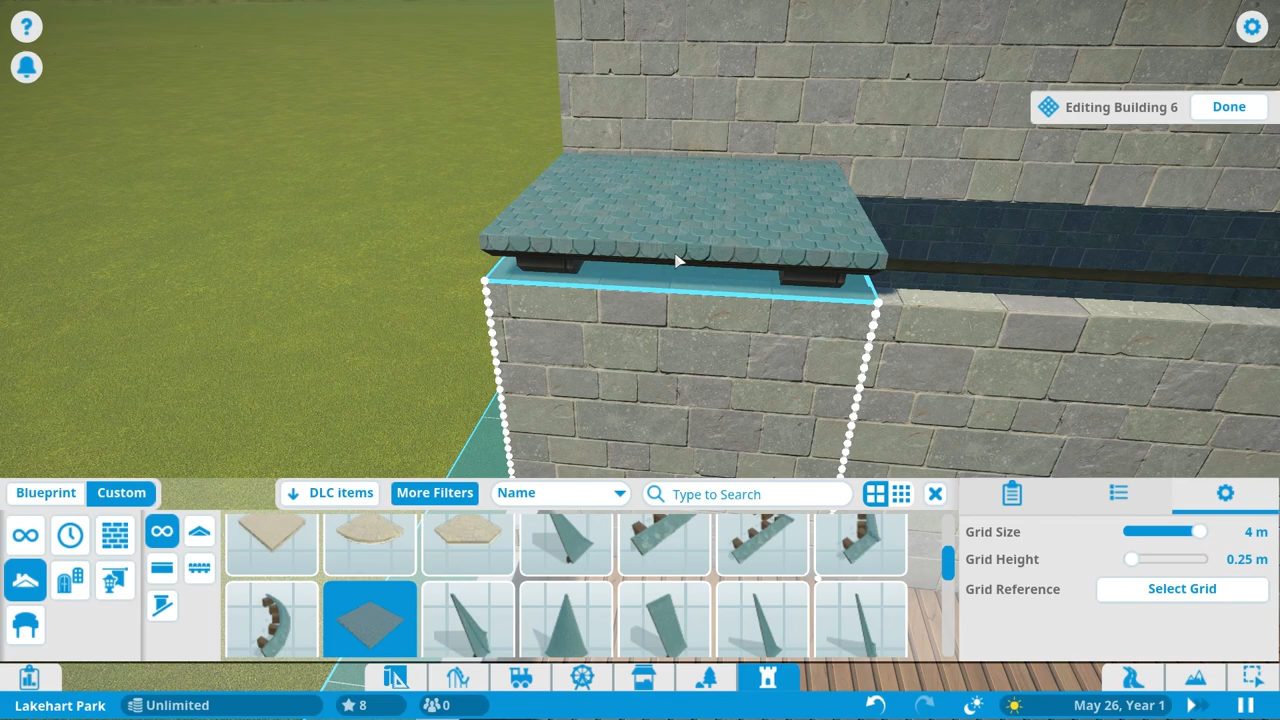 ?
Editing Building 6
Done
Blueprint
Custom
DLC items
More Filters
Name
Type to Search
Grid Size
4 m
Grid Height
0.25 m
Grid Reference
Select Grid
Lakehart Park
Unlimited
8
0
May 26, Year 1